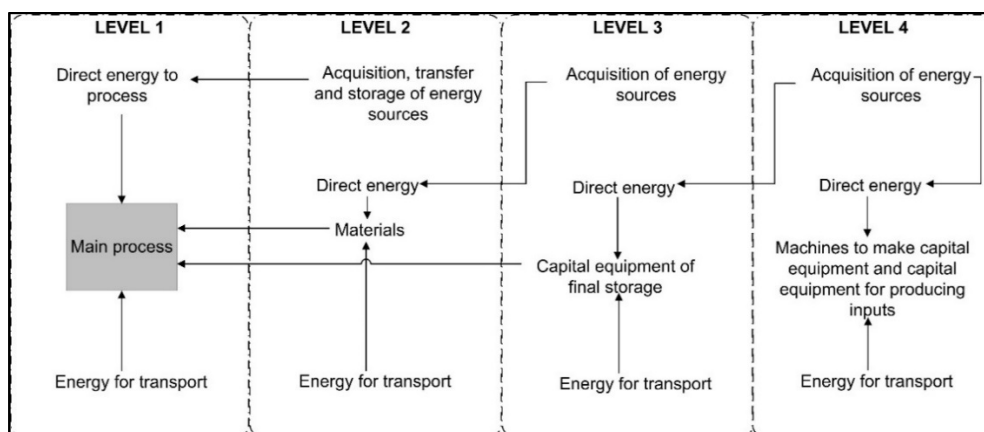 LEVEL 1
Direct energy to
process
Main process
Energy for transport
LEVEL 2
Acquisition, transfer
and storage of energy
sources
Direct energy
Materials
Energy for transport
LEVEL 3
Acquisition of energy
sources
Direct energy
Capital equipment of
final storage
Energy for transport
LEVEL 4
Acquisition of energy
sources
Direct energy
Machines to make capital
equipment and capital
equipment for producing
inputs
Energy for transport